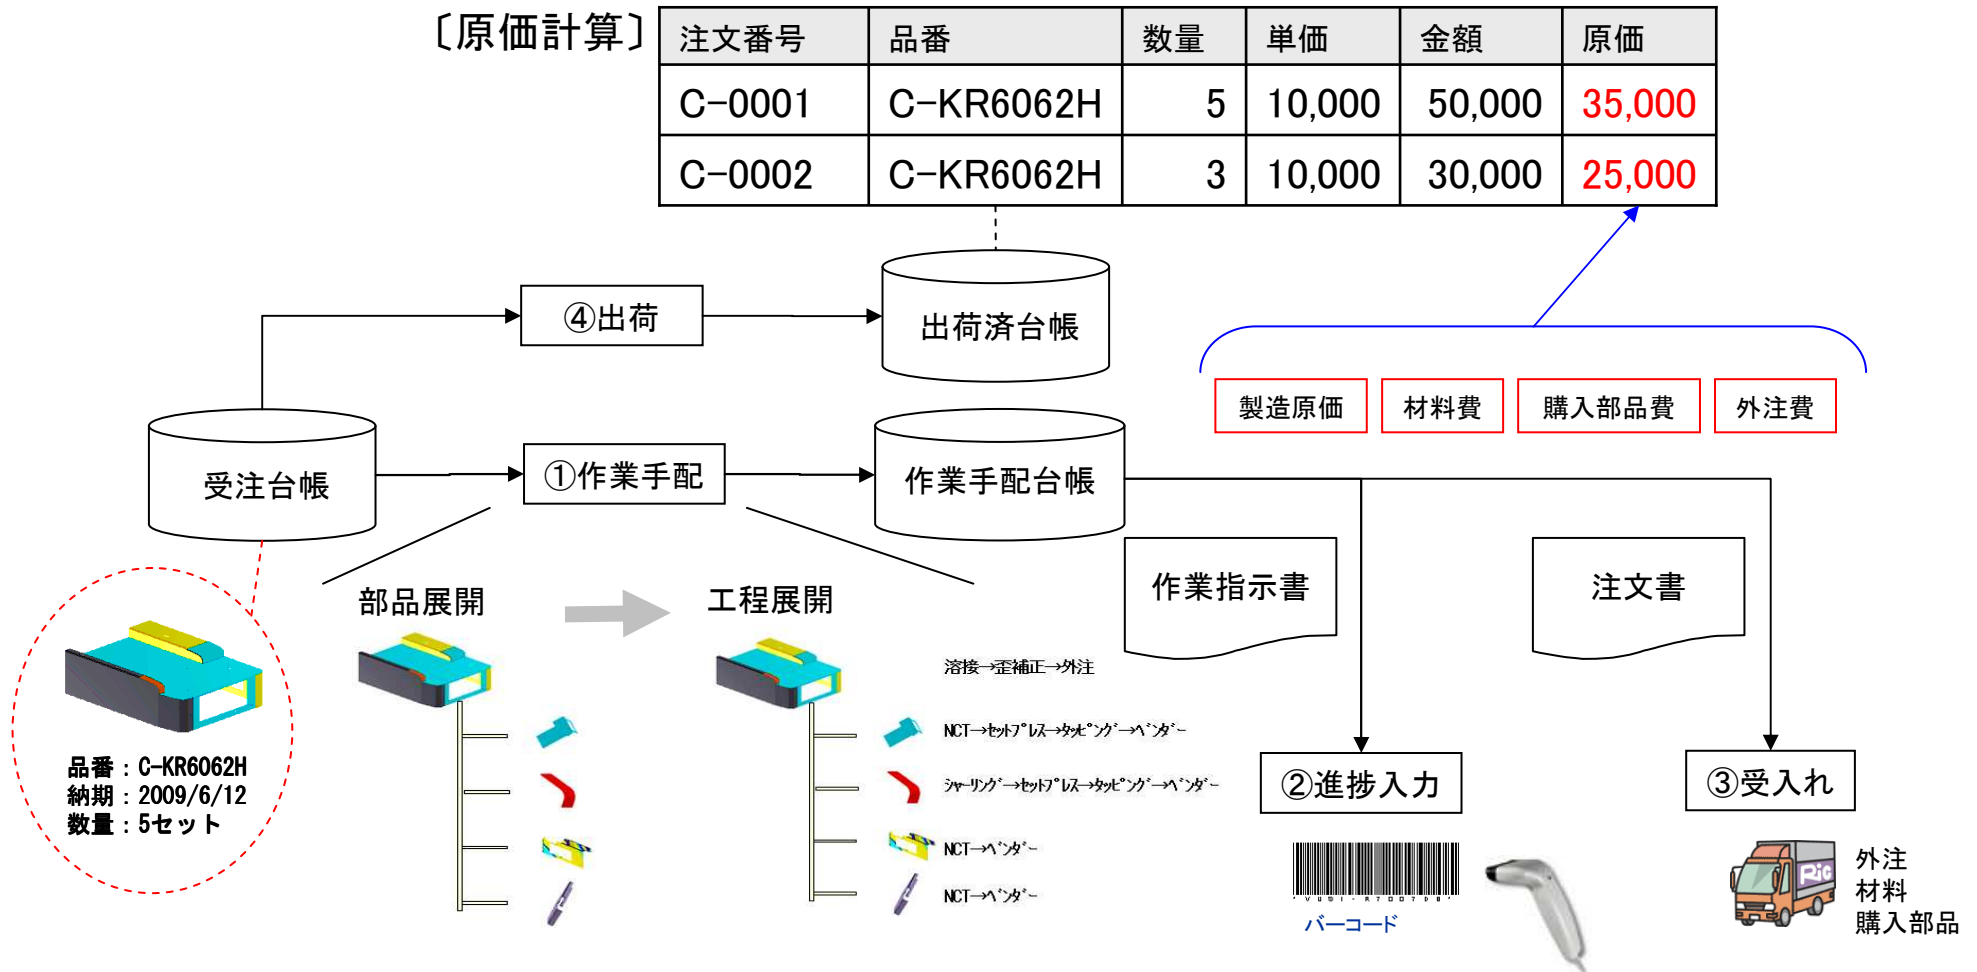 〔原価計算〕
注文番号 品番 数量 単価 金額 原価
C-0001 C-KR6062H 5 10,000 50,000 35,000
C-0002 C-KR6062H 3 10,000 30,000 25,000
④出荷
出荷済台帳
製造原価 材料費 購入部品費 外注費
受注台帳
①作業手配
作業手配台帳
作業指示書
注文書
部品展開
工程展開
溶接→歪補正→外注
NCT→セットプレス→タッピング→ベンダー
シャーリング→セットプレス→タッピング→ベンダー
NCT→ベンダー
NCT→ベンダー
品番：C-KR6062H
納期：2009/6/12
数量：5セット
②進捗入力
③受入れ
バーコード
Ric
外注
材料
購入部品